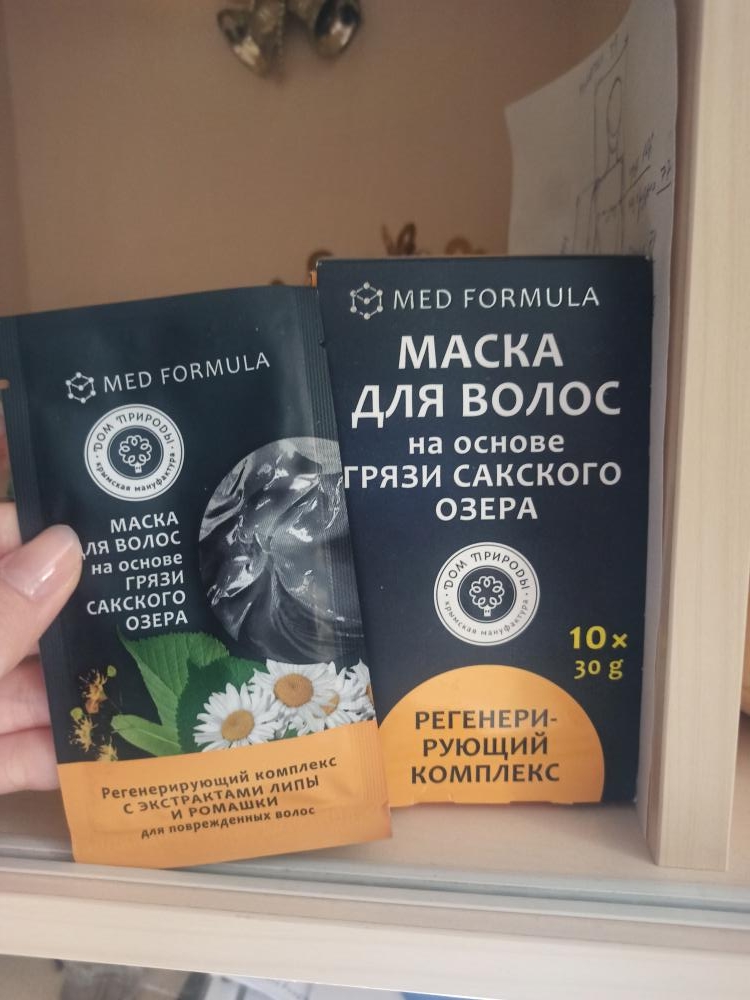 MED FORMULA
ДОМ ПРИРОДЫ
крымская мануфактура
МАСКА
ДЛЯ ВОЛОС
на основе
ГРЯЗИ
САКСКОГО
ОЗЕРА
Регенерирующий комплекс
С ЭКСТРАКТАМИ ЛИПЫ
И РОМАШКИ
для поврежденных волос
MED FORMULA
МАСКА
ДЛЯ ВОЛОС
на основе
ГРЯЗИ САКСКОГО
ОЗЕРА
ДОМ ПРИРОДЫ
крымская мануфактура
10x
30 g
РЕГЕНЕРИ-
РУЮЩИЙ
КОМПЛЕКС